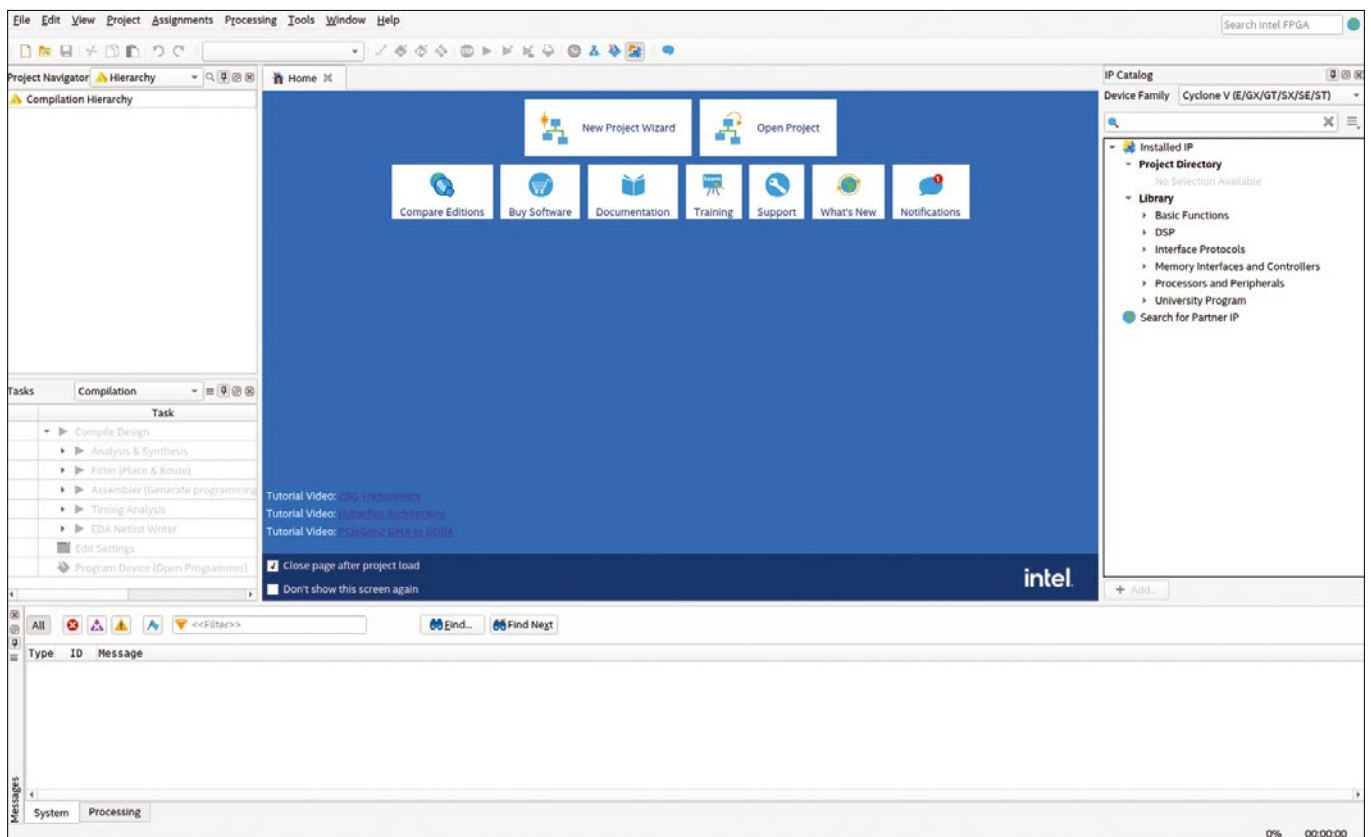 File Edit View Project Assignments Processing Tools Window Help
Search Intel FPGA
Project Navigator Hierarchy
Compilation Hierarchy
Home
New Project Wizard
Open Project
Compare Editions
Buy Software
Documentation
Training
Support
What's New
Notifications
Tutorial Video:
Tutorial Video: Hyperflex Architecture
Tutorial Video: PCIeGen2 DMA to DDR4
Close page after project load
Don't show this screen again
intel.
IP Catalog
Device Family Cyclone V (E/GX/GT/SX/SE/ST)
Installed IP
Project Directory
No Selection Available
Library
Basic Functions
DSP
Interface Protocols
Memory Interfaces and Controllers
Processors and Peripherals
University Program
Search for Partner IP
+ Add...
Tasks Compilation
Task
Compile Design
Analysis & Synthesis
Fitter (Place & Route)
Assembler (Generate programming
Timing Analysis
EDA Netlist Writer
Edit Settings
Program Device (Open Programmer)
All <<Filter>> Find... Find Next
Type ID Message
Messages
System Processing
0% 00:00:00